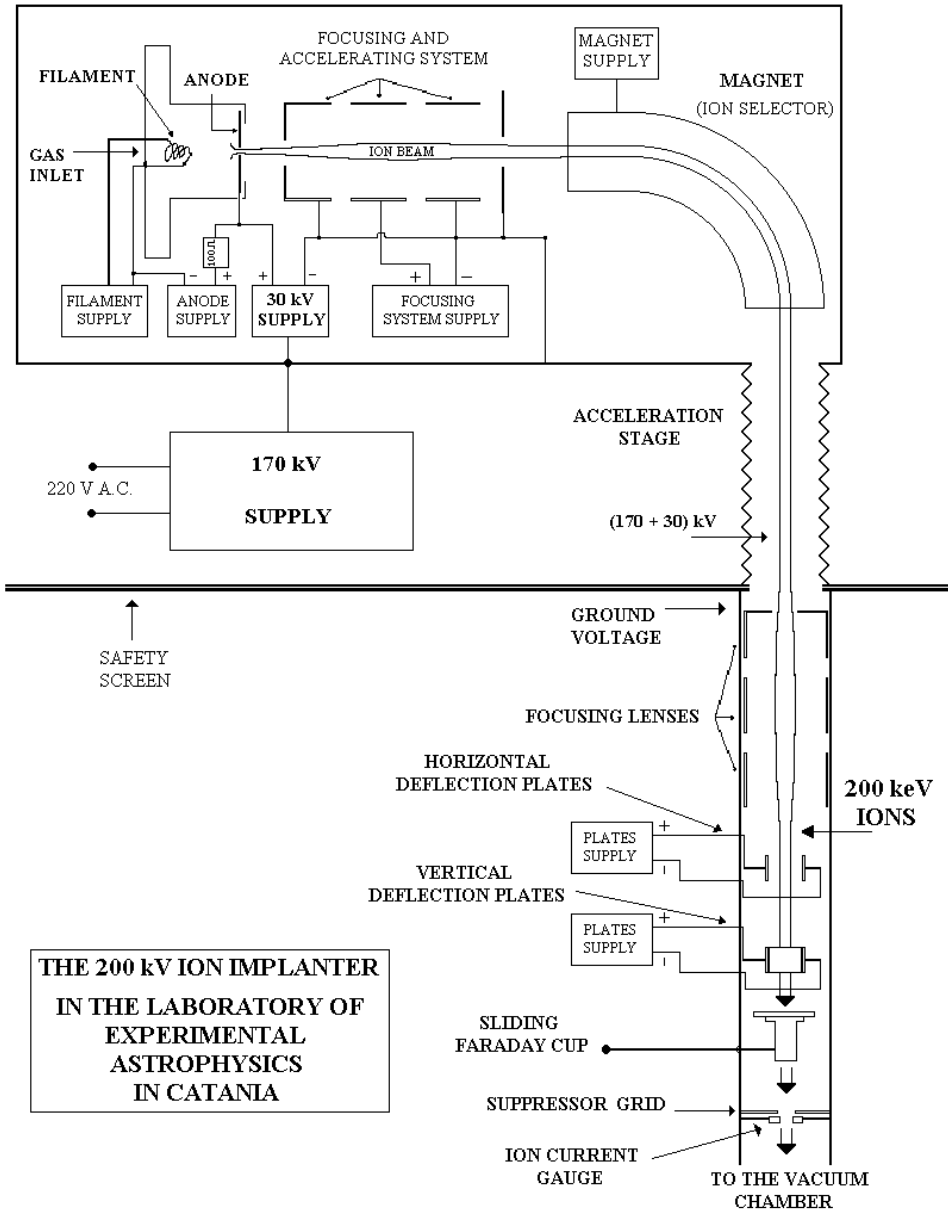 FOCUSING AND
ACCELERATING SYSTEM
MAGNET
SUPPLY
FILAMENT
ANODE
MAGNET
(ION SELECTOR)
GAS
INLET
ION BEAM
100Ω
- + + - + -
FILAMENT
SUPPLY
ANODE
SUPPLY
30 kV
SUPPLY
FOCUSING
SYSTEM SUPPLY
ACCELERATION
STAGE
170 kV
SUPPLY
220 V A.C.
(170 + 30) kV
GROUND
VOLTAGE
SAFETY
SCREEN
FOCUSING LENSES
HORIZONTAL
DEFLECTION PLATES
200 keV
IONS
PLATES
SUPPLY
+
-
VERTICAL
DEFLECTION PLATES
PLATES
SUPPLY
+
-
THE 200 kV ION IMPLANTER
IN THE LABORATORY OF
EXPERIMENTAL
ASTROPHYSICS
IN CATANIA
SLIDING
FARADAY CUP
SUPPRESSOR GRID
ION CURRENT
GAUGE
TO THE VACUUM
CHAMBER